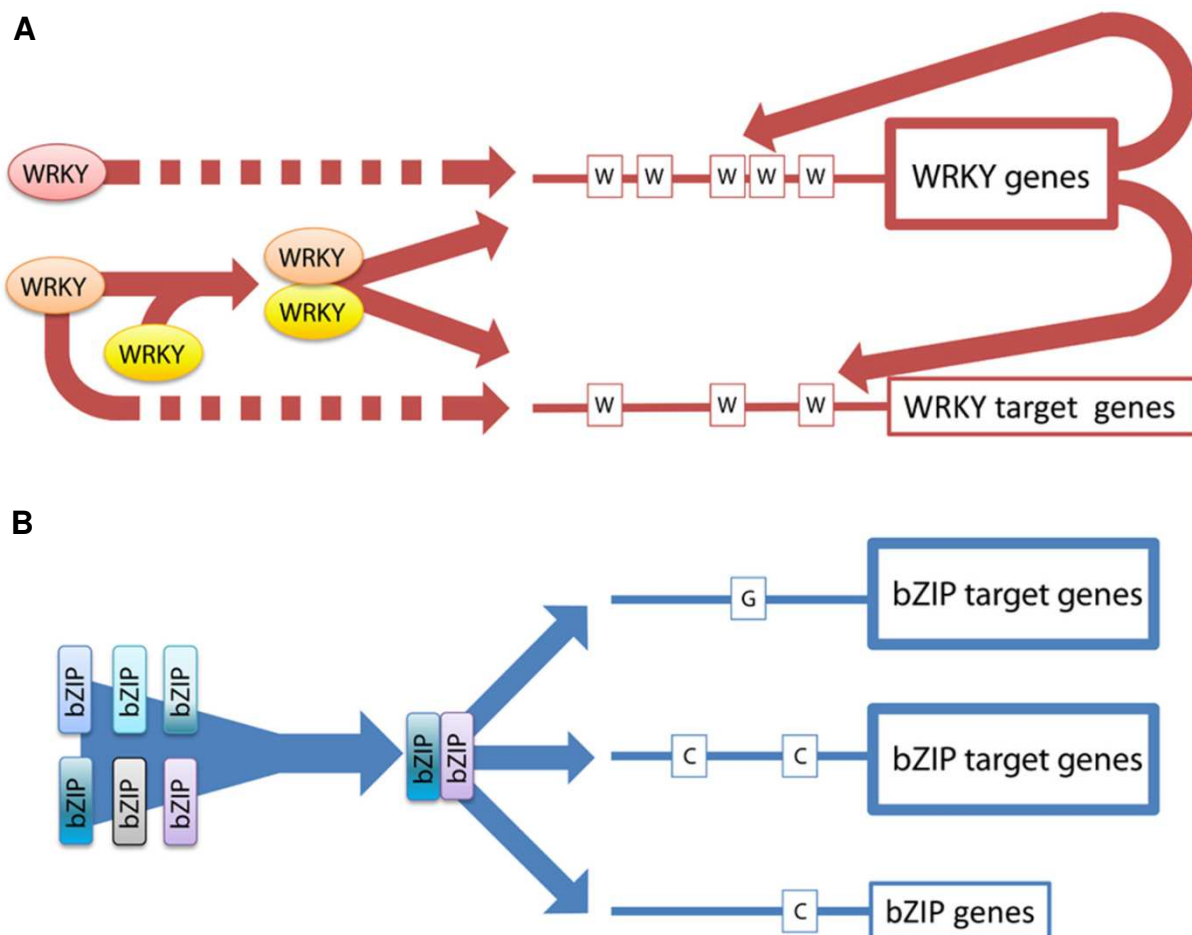 A
WRKY
W W W W W
WRKY genes
WRKY
WRKY
WRKY
WRKY
W W W
WRKY target genes
B
G
bZIP target genes
bZIP bZIP bZIP
bZIP bZIP
C C
bZIP target genes
bZIP bZIP bZIP
C
bZIP genes